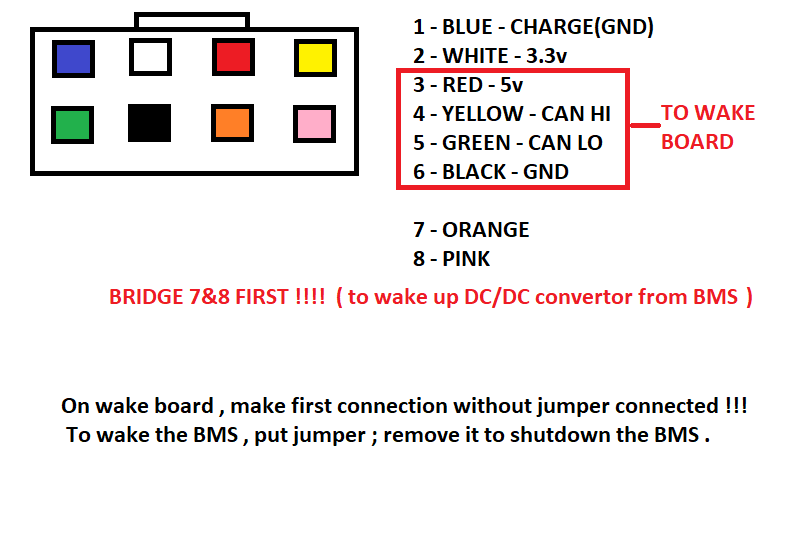 1 - BLUE - CHARGE(GND)
2 - WHITE - 3.3v
3 - RED - 5v
4 - YELLOW - CAN HI
5 - GREEN - CAN LO
6 - BLACK - GND
TO WAKE
BOARD
7 - ORANGE
8 - PINK
BRIDGE 7&8 FIRST !!!! ( to wake up DC/DC convertor from BMS )
On wake board , make first connection without jumper connected !!!
To wake the BMS , put jumper ; remove it to shutdown the BMS .